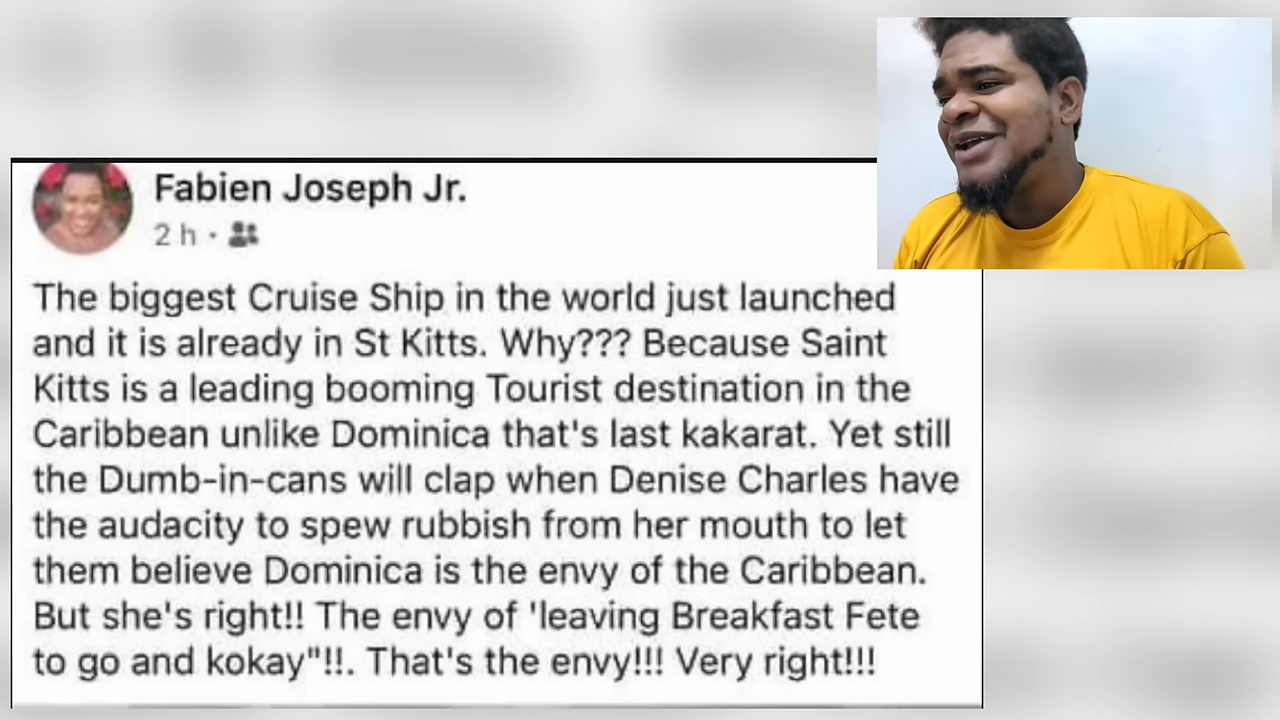 Fabien Joseph Jr.
2 h ·
The biggest Cruise Ship in the world just launched
and it is already in St Kitts. Why??? Because Saint
Kitts is a leading booming Tourist destination in the
Caribbean unlike Dominica that's last kakarat. Yet still
the Dumb-in-cans will clap when Denise Charles have
the audacity to spew rubbish from her mouth to let
them believe Dominica is the envy of the Caribbean.
But she's right!! The envy of 'leaving Breakfast Fete
to go and kokay"!!. That's the envy!!! Very right!!!